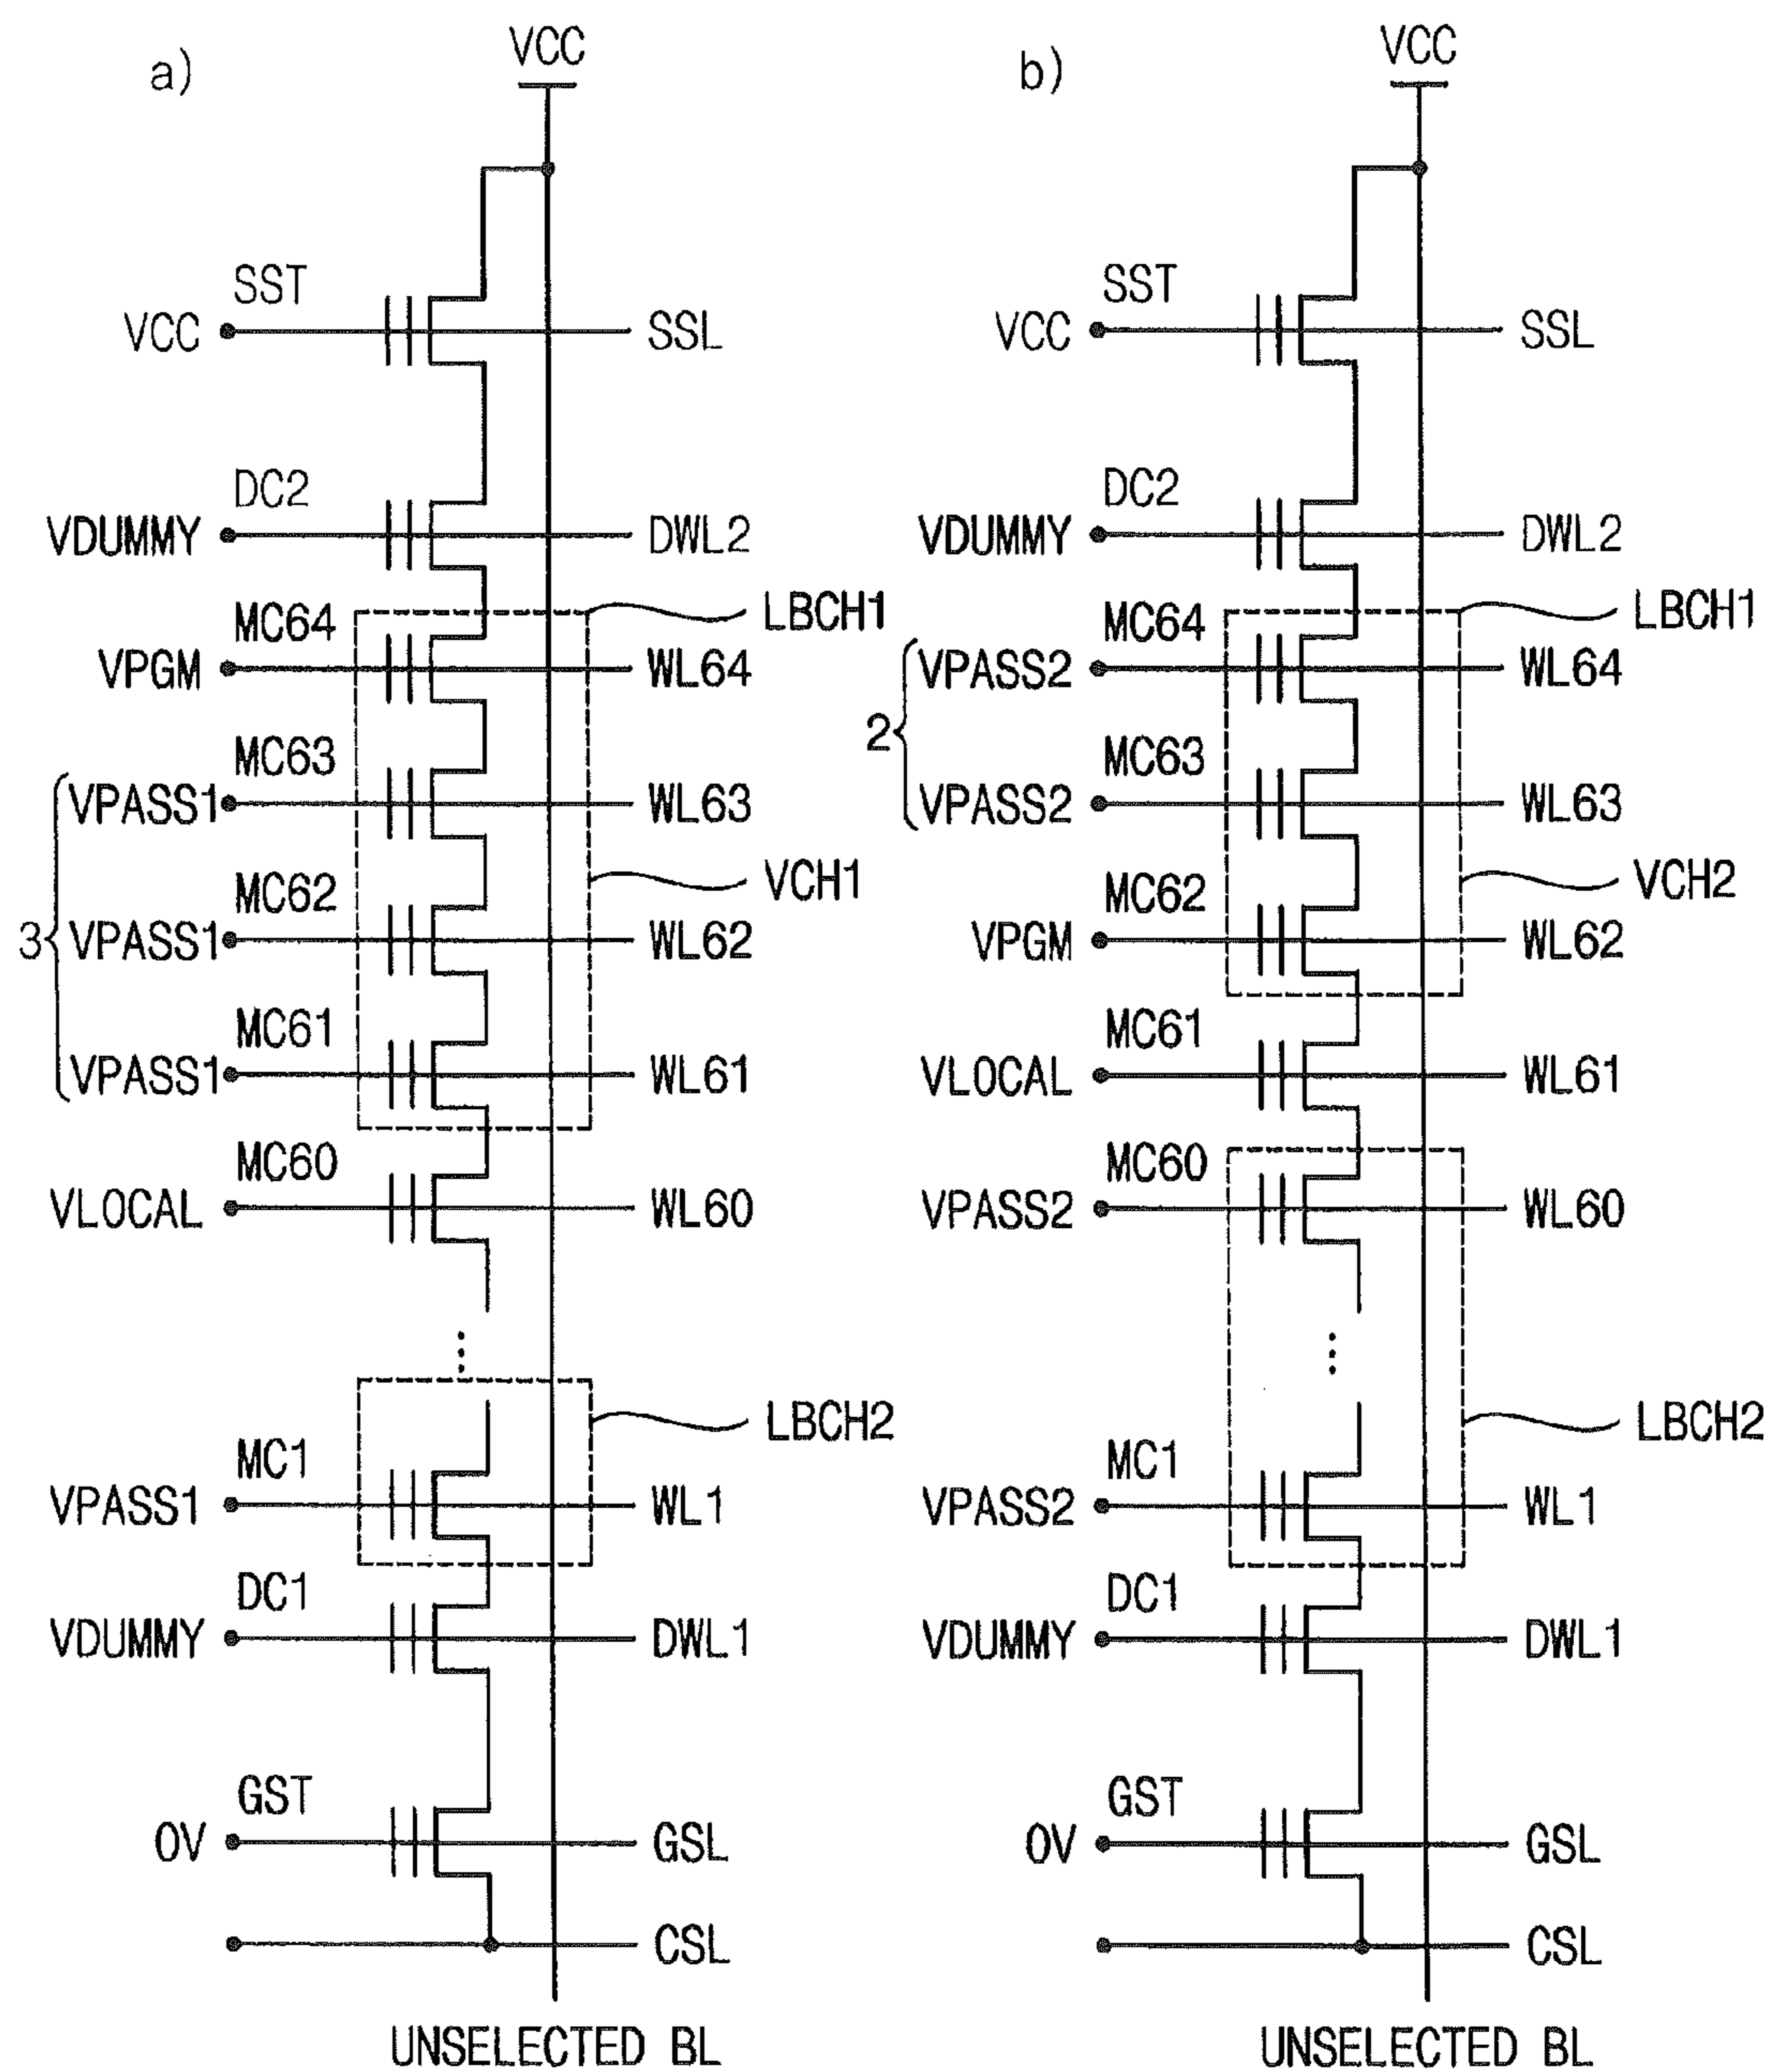 a)
VCC
SST
VCC
SSL
DC2
VDUMMY
DWL2
LBCH1
MC64
VPGM
WL64
MC63
VPASS1
WL63
VCH1
MC62
3
VPASS1
WL62
MC61
VPASS1
WL61
MC60
VLOCAL
WL60
LBCH2
MC1
VPASS1
WL1
DC1
VDUMMY
DWL1
GST
0V
GSL
CSL
UNSELECTED BL
b)
VCC
SST
VCC
SSL
DC2
VDUMMY
DWL2
LBCH1
MC64
VPASS2
WL64
2
MC63
VPASS2
WL63
VCH2
MC62
VPGM
WL62
MC61
VLOCAL
WL61
MC60
VPASS2
WL60
LBCH2
MC1
VPASS2
WL1
DC1
VDUMMY
DWL1
GST
0V
GSL
CSL
UNSELECTED BL